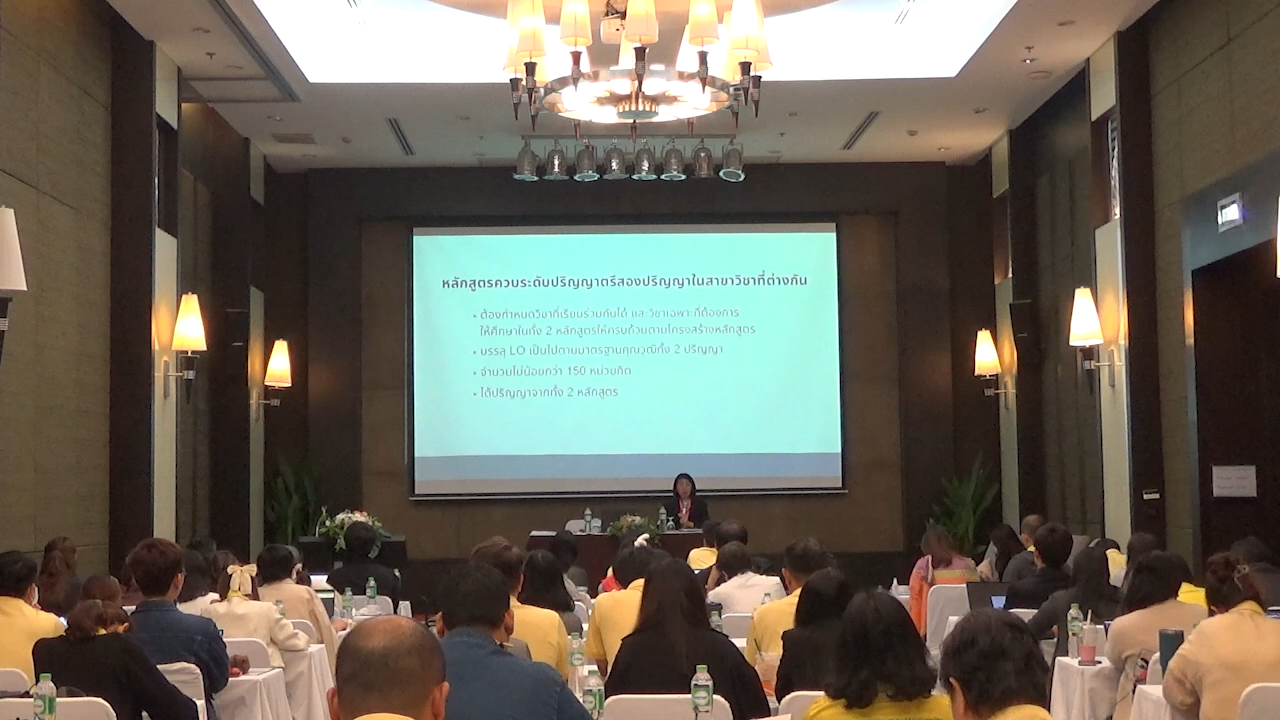 หลักสูตรควบระดับปริญญาตรีสองปริญญาในสาขาวิชาที่ต่างกัน
• ต้องกำหนดวิชาที่เรียนร่วมกันได้ และวิชาเฉพาะที่ต้องการ
ให้ศึกษาในทั้ง 2 หลักสูตรให้ครบถ้วนตามโครงสร้างหลักสูตร
• บรรลุ LO เป็นไปตามมาตรฐานคุณวุฒิทั้ง 2 ปริญญา
• จำนวนไม่น้อยกว่า 150 หน่วยกิต
• ได้ปริญญาจากทั้ง 2 หลักสูตร